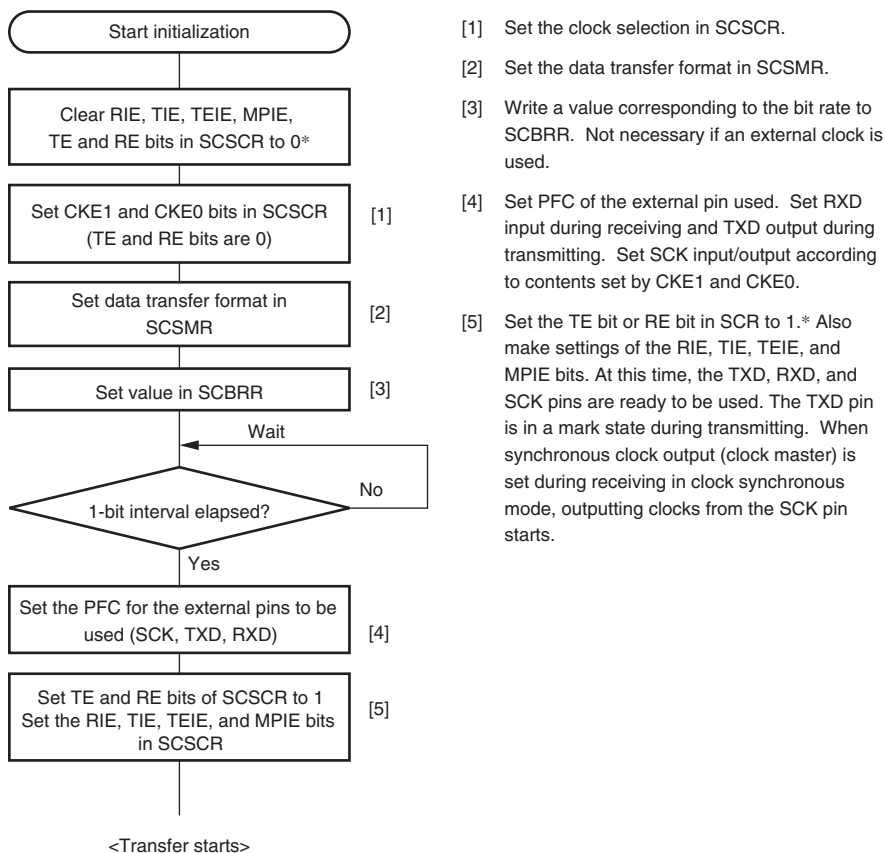 Start initialization
Clear RIE, TIE, TEIE, MPIE,
TE and RE bits in SCSCR to 0*
Set CKE1 and CKE0 bits in SCSCR
(TE and RE bits are 0)
[1]
Set data transfer format in
SCSMR
[2]
Set value in SCBRR
[3]
Wait
1-bit interval elapsed?
No
Yes
Set the PFC for the external pins to be
used (SCK, TXD, RXD)
[4]
Set TE and RE bits of SCSCR to 1
Set the RIE, TIE, TEIE, and MPIE bits
in SCSCR
[5]
<Transfer starts>
[1] Set the clock selection in SCSCR.
[2] Set the data transfer format in SCSMR.
[3] Write a value corresponding to the bit rate to
SCBRR. Not necessary if an external clock is
used.
[4] Set PFC of the external pin used. Set RXD
input during receiving and TXD output during
transmitting. Set SCK input/output according
to contents set by CKE1 and CKE0.
[5] Set the TE bit or RE bit in SCR to 1.* Also
make settings of the RIE, TIE, TEIE, and
MPIE bits. At this time, the TXD, RXD, and
SCK pins are ready to be used. The TXD pin
is in a mark state during transmitting. When
synchronous clock output (clock master) is
set during receiving in clock synchronous
mode, outputting clocks from the SCK pin
starts.